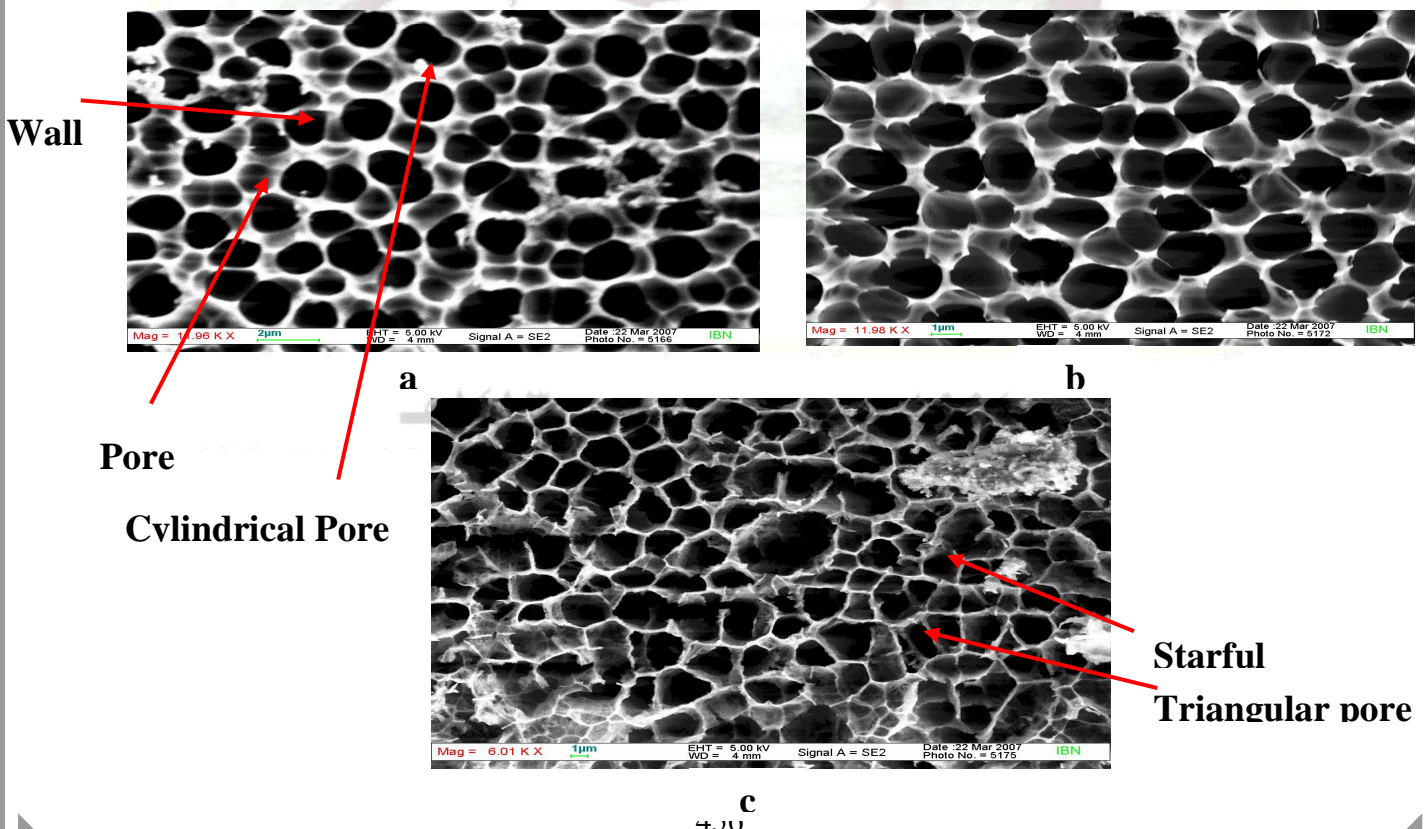 Wall
Mag = 11.96 K X 2µm EHT = 5.00 kV WD = 4 mm Signal A = SE2 Date :22 Mar 2007 Photo No. = 5166 IBN
Mag = 11.98 K X 1µm EHT = 5.00 kV WD = 4 mm Signal A = SE2 Date :22 Mar 2007 Photo No. = 5172 IBN
a
b
Pore
Cylindrical Pore
Starful
Triangular pore
Mag = 6.01 K X 1µm EHT = 5.00 kV WD = 4 mm Signal A = SE2 Date :22 Mar 2007 Photo No. = 5175 IBN
c